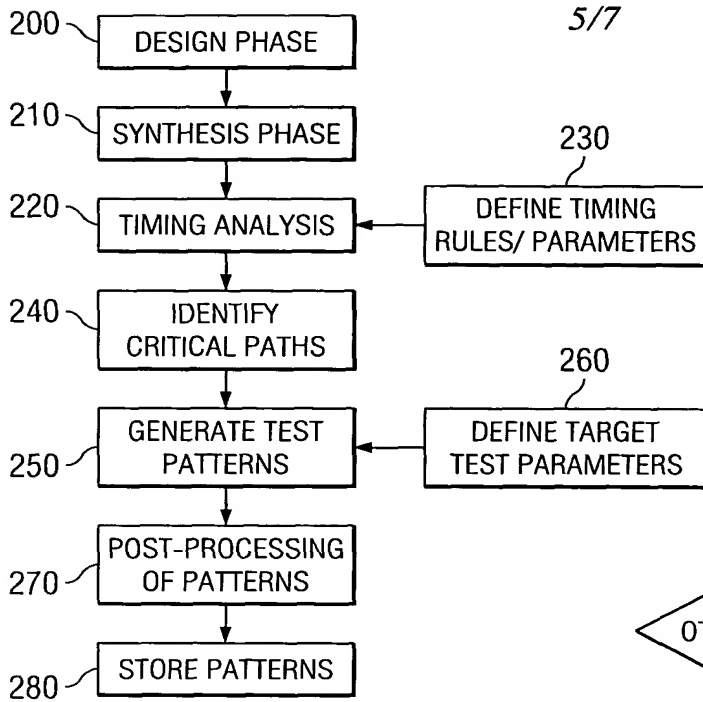 5/7
200
DESIGN PHASE
210
SYNTHESIS PHASE
220
TIMING ANALYSIS
230
DEFINE TIMING
RULES/ PARAMETERS
240
IDENTIFY
CRITICAL PATHS
250
GENERATE TEST
PATTERNS
260
DEFINE TARGET
TEST PARAMETERS
270
POST-PROCESSING
OF PATTERNS
280
STORE PATTERNS